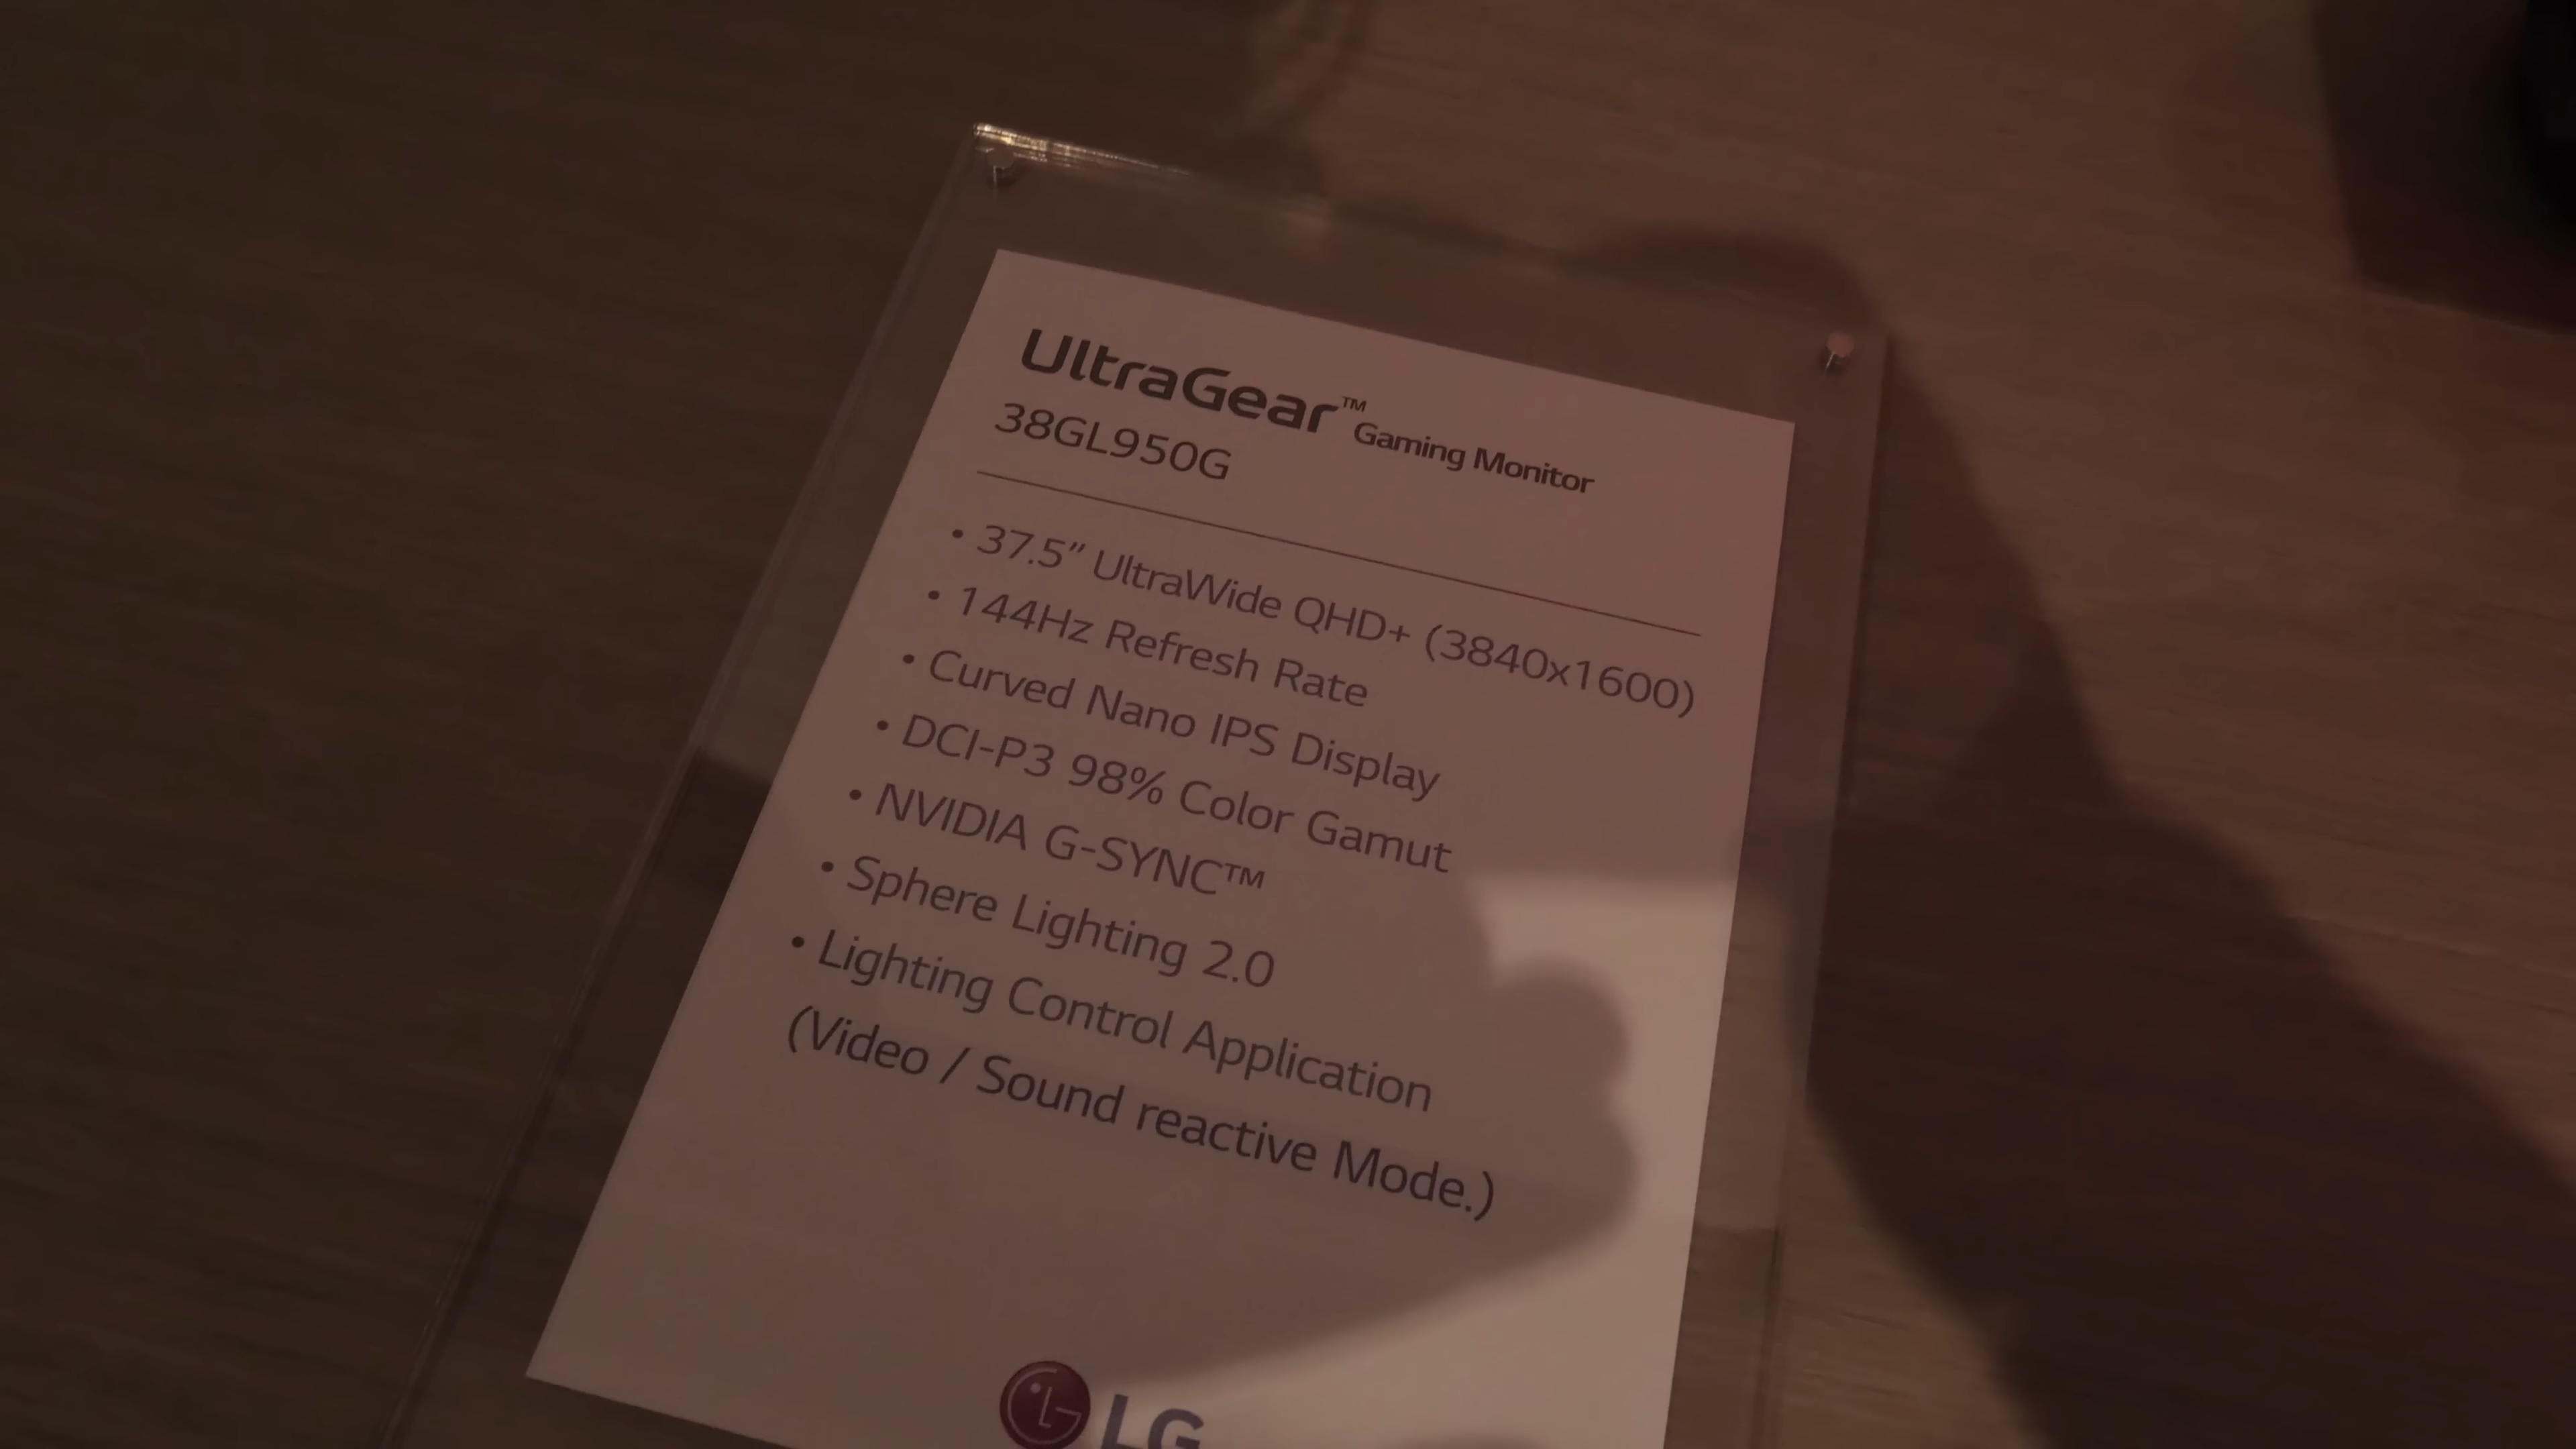 UltraGear™ Gaming Monitor
38GL950G
• 37.5” UltraWide QHD+ (3840x1600)
• 144Hz Refresh Rate
• Curved Nano IPS Display
• DCI-P3 98% Color Gamut
• NVIDIA G-SYNC™
• Sphere Lighting 2.0
• Lighting Control Application
(Video / Sound reactive Mode.)
LG